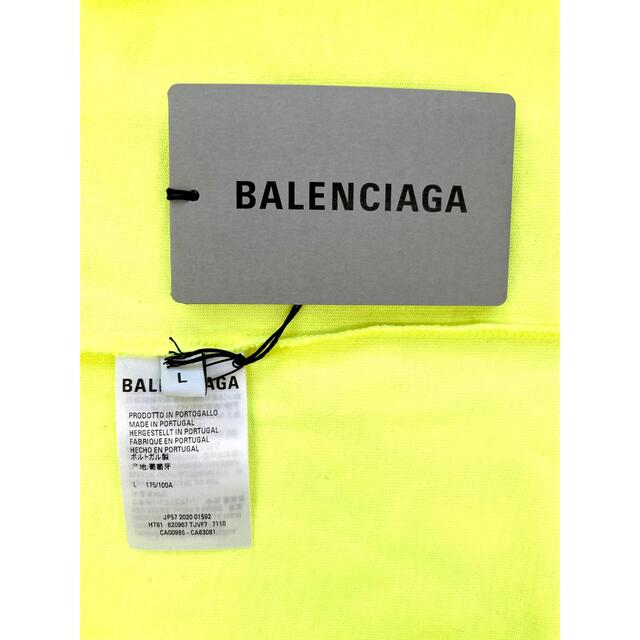 BALENCIAGA
L
BAL AGA
PRODOTTO IN PORTOGALLO
MADE IN PORTUGAL
HERGESTELLT IN PORTUGAL
FABRIQUE EN PORTUGAL
HECHO EN PORTUGAL
ポルトガル製
产地:葡萄牙
L 175/100A
JP57 2020 01592
HT81 620967 TJVF7 7110
CA00985 - CA63081